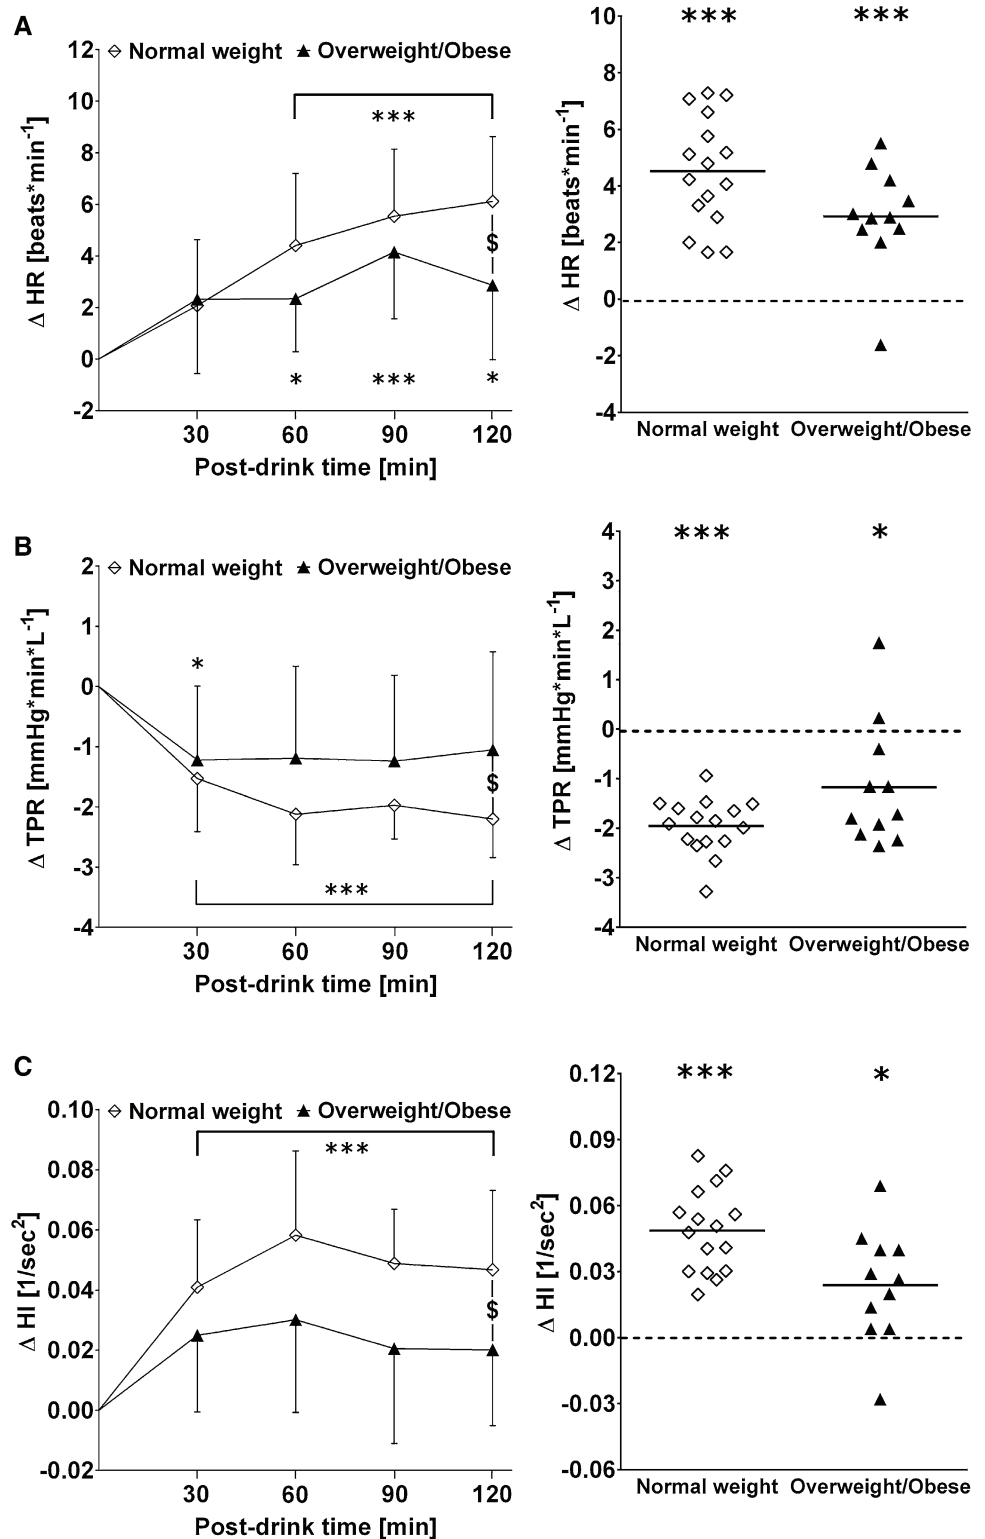 A
Normal weight Overweight/Obese
12
10
8
6
4
2
0
-2
Δ HR [beats*min-1]
***
$
* *** *
30 60 90 120
Post-drink time [min]
10
8
6
4
2
0
-2
-4
Δ HR [beats*min-1]
*** ***
Normal weight Overweight/Obese
B
Normal weight Overweight/Obese
2
1
0
-1
-2
-3
-4
Δ TPR [mmHg*min*L-1]
*
$
***
30 60 90 120
Post-drink time [min]
4
3
2
1
0
-1
-2
-3
-4
Δ TPR [mmHg*min*L-1]
*** *
Normal weight Overweight/Obese
C
Normal weight Overweight/Obese
0.10
0.08
0.06
0.04
0.02
0.00
-0.02
Δ HI [1/sec2]
***
$
30 60 90 120
Post-drink time [min]
0.12
0.09
0.06
0.03
0.00
-0.03
-0.06
Δ HI [1/sec2]
*** *
Normal weight Overweight/Obese